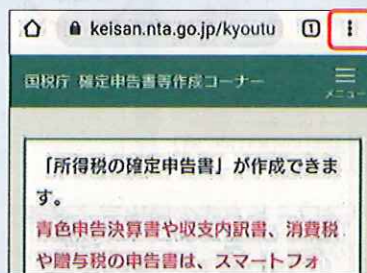 keisan.nta.go.jp/kyoutu 1
国税庁 確定申告書等作成コーナー
メニュー
「所得税の確定申告書」が作成できま
す。
青色申告決算書や収支内訳書、消費税
や贈与税の申告書は、スマートフォ